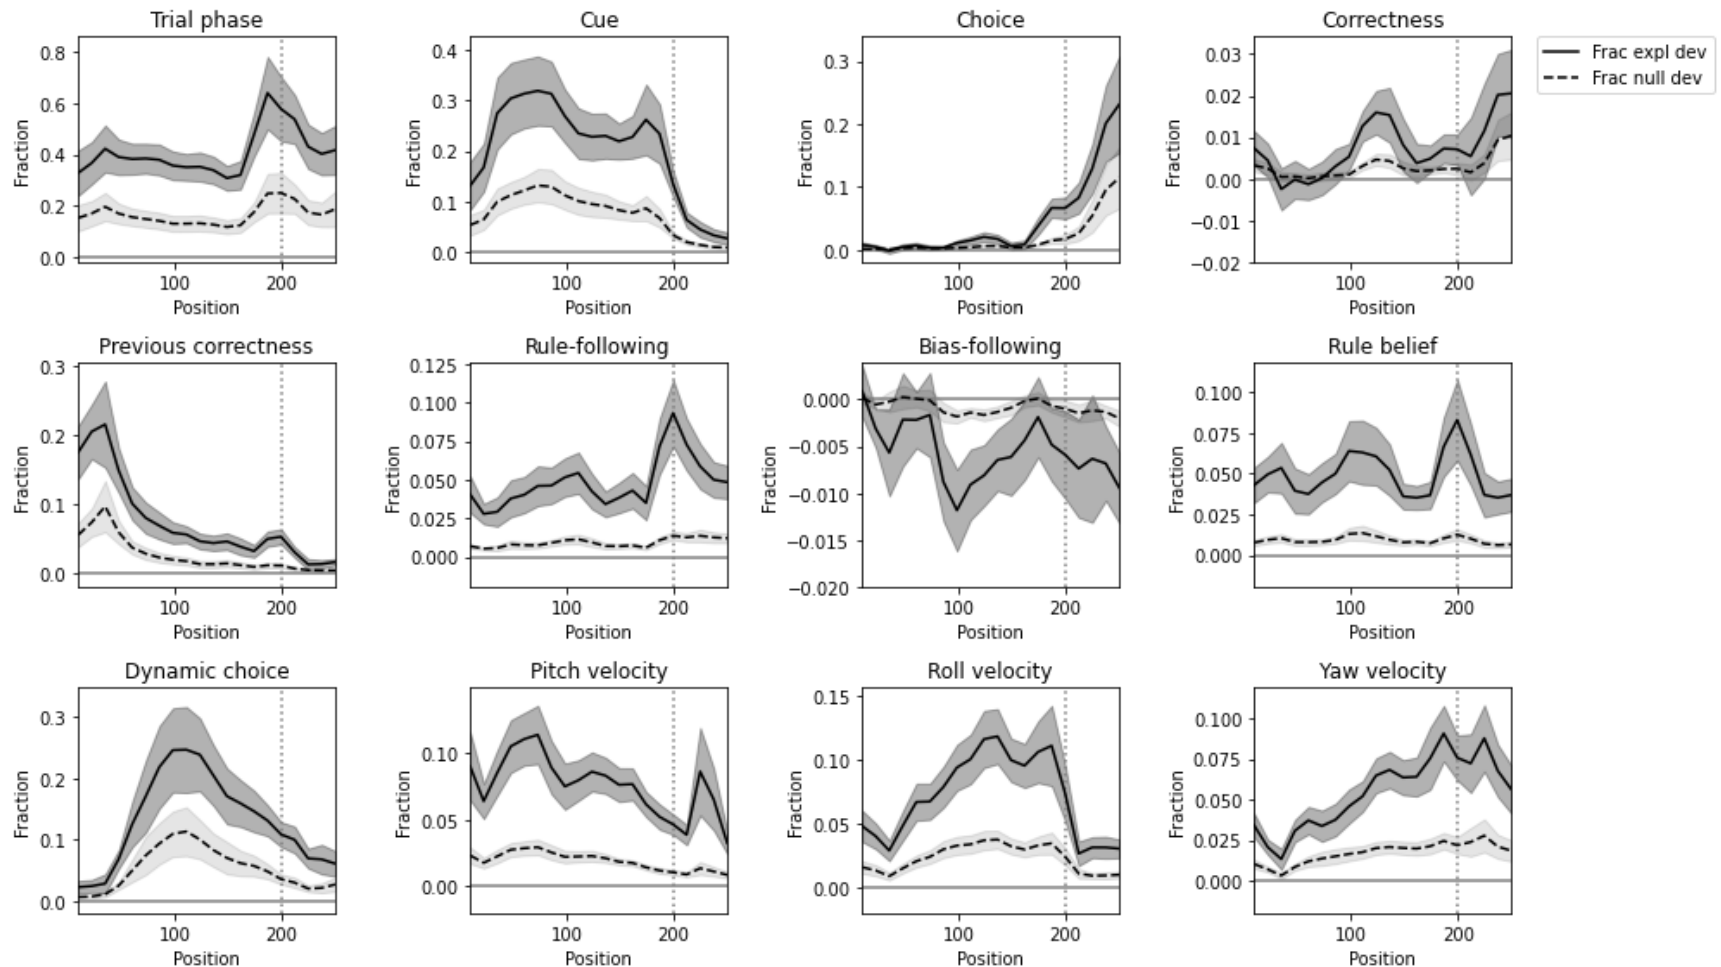 Trial phase
0.8
0.6
0.4
0.2
0.0
Fraction
100 200
Position
Cue
0.4
0.3
0.2
0.1
0.0
Fraction
100 200
Position
Choice
0.3
0.2
0.1
0.0
Fraction
100 200
Position
Correctness
0.03
0.02
0.01
0.00
−0.01
−0.02
Fraction
100 200
Position
Frac expl dev
Frac null dev
Previous correctness
0.3
0.2
0.1
0.0
Fraction
100 200
Position
Rule-following
0.125
0.100
0.075
0.050
0.025
0.000
Fraction
100 200
Position
Bias-following
0.000
−0.005
−0.010
−0.015
−0.020
Fraction
100 200
Position
Rule belief
0.100
0.075
0.050
0.025
0.000
Fraction
100 200
Position
Dynamic choice
0.3
0.2
0.1
0.0
Fraction
100 200
Position
Pitch velocity
0.10
0.05
0.00
Fraction
100 200
Position
Roll velocity
0.15
0.10
0.05
0.00
Fraction
100 200
Position
Yaw velocity
0.100
0.075
0.050
0.025
0.000
Fraction
100 200
Position